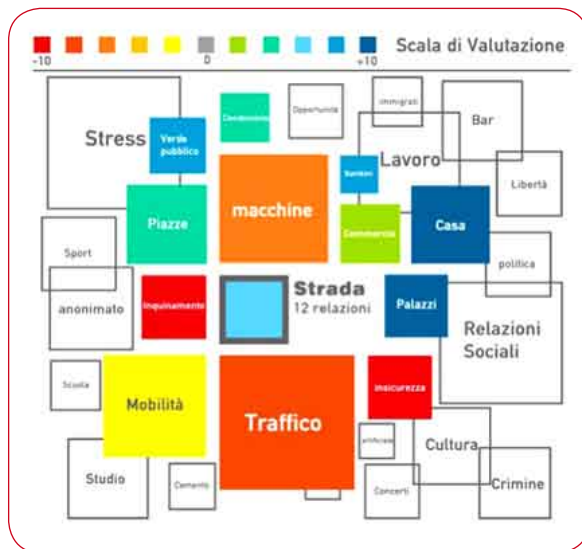 Scala di Valutazione
-10
0
+10
Stress
Verde
pubblico
Condominio
Opportunità
immigrati
Bar
Lavoro
Bambini
Libertà
Piazze
macchine
Commercio
Casa
Sport
politica
anonimato
Inquinamento
Strada
12 relazioni
Palazzi
Relazioni
Sociali
Scuola
Mobilità
Traffico
Insicurezza
artificiale
Cultura
Studio
Cemento
Concerti
Crimine